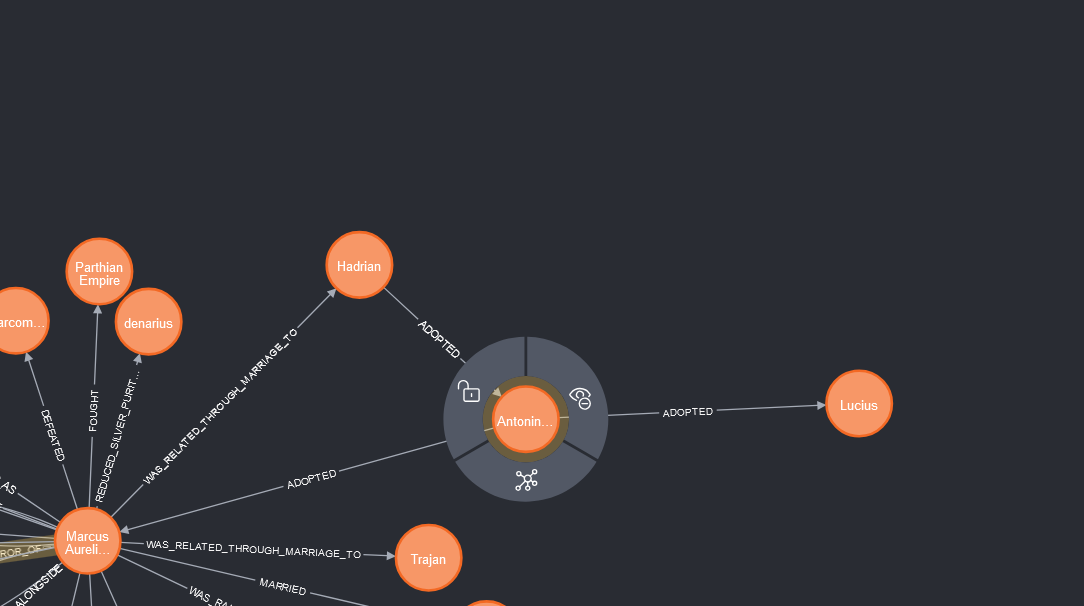 Hadrian
Parthian
Empire
arcom...
denarius
ADOPTED
WAS_RELATED_THROUGH_MARRIAGE_TO
REDUCED_SILVER_PURIT...
FOUGHT
DEFEATED
Antonin...
ADOPTED
Lucius
ADOPTED
AS
Marcus
Aureli...
ROR_OF
WAS_RELATED_THROUGH_MARRIAGE_TO
Trajan
MARRIED
ALONGSIDE
WAS_RA